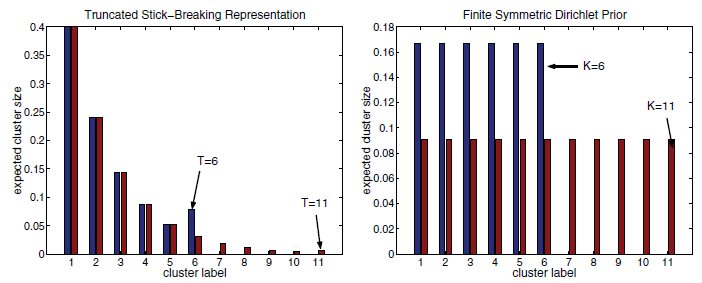 Truncated Stick−Breaking Representation
expected cluster size
0.4
0.35
0.3
0.25
0.2
0.15
0.1
0.05
0
T=6
T=11
1 2 3 4 5 6 7 8 9 10 11
cluster label
Finite Symmetric Dirichlet Prior
expected cluster size
0.18
0.16
0.14
0.12
0.1
0.08
0.06
0.04
0.02
0
K=6
K=11
1 2 3 4 5 6 7 8 9 10 11
cluster label